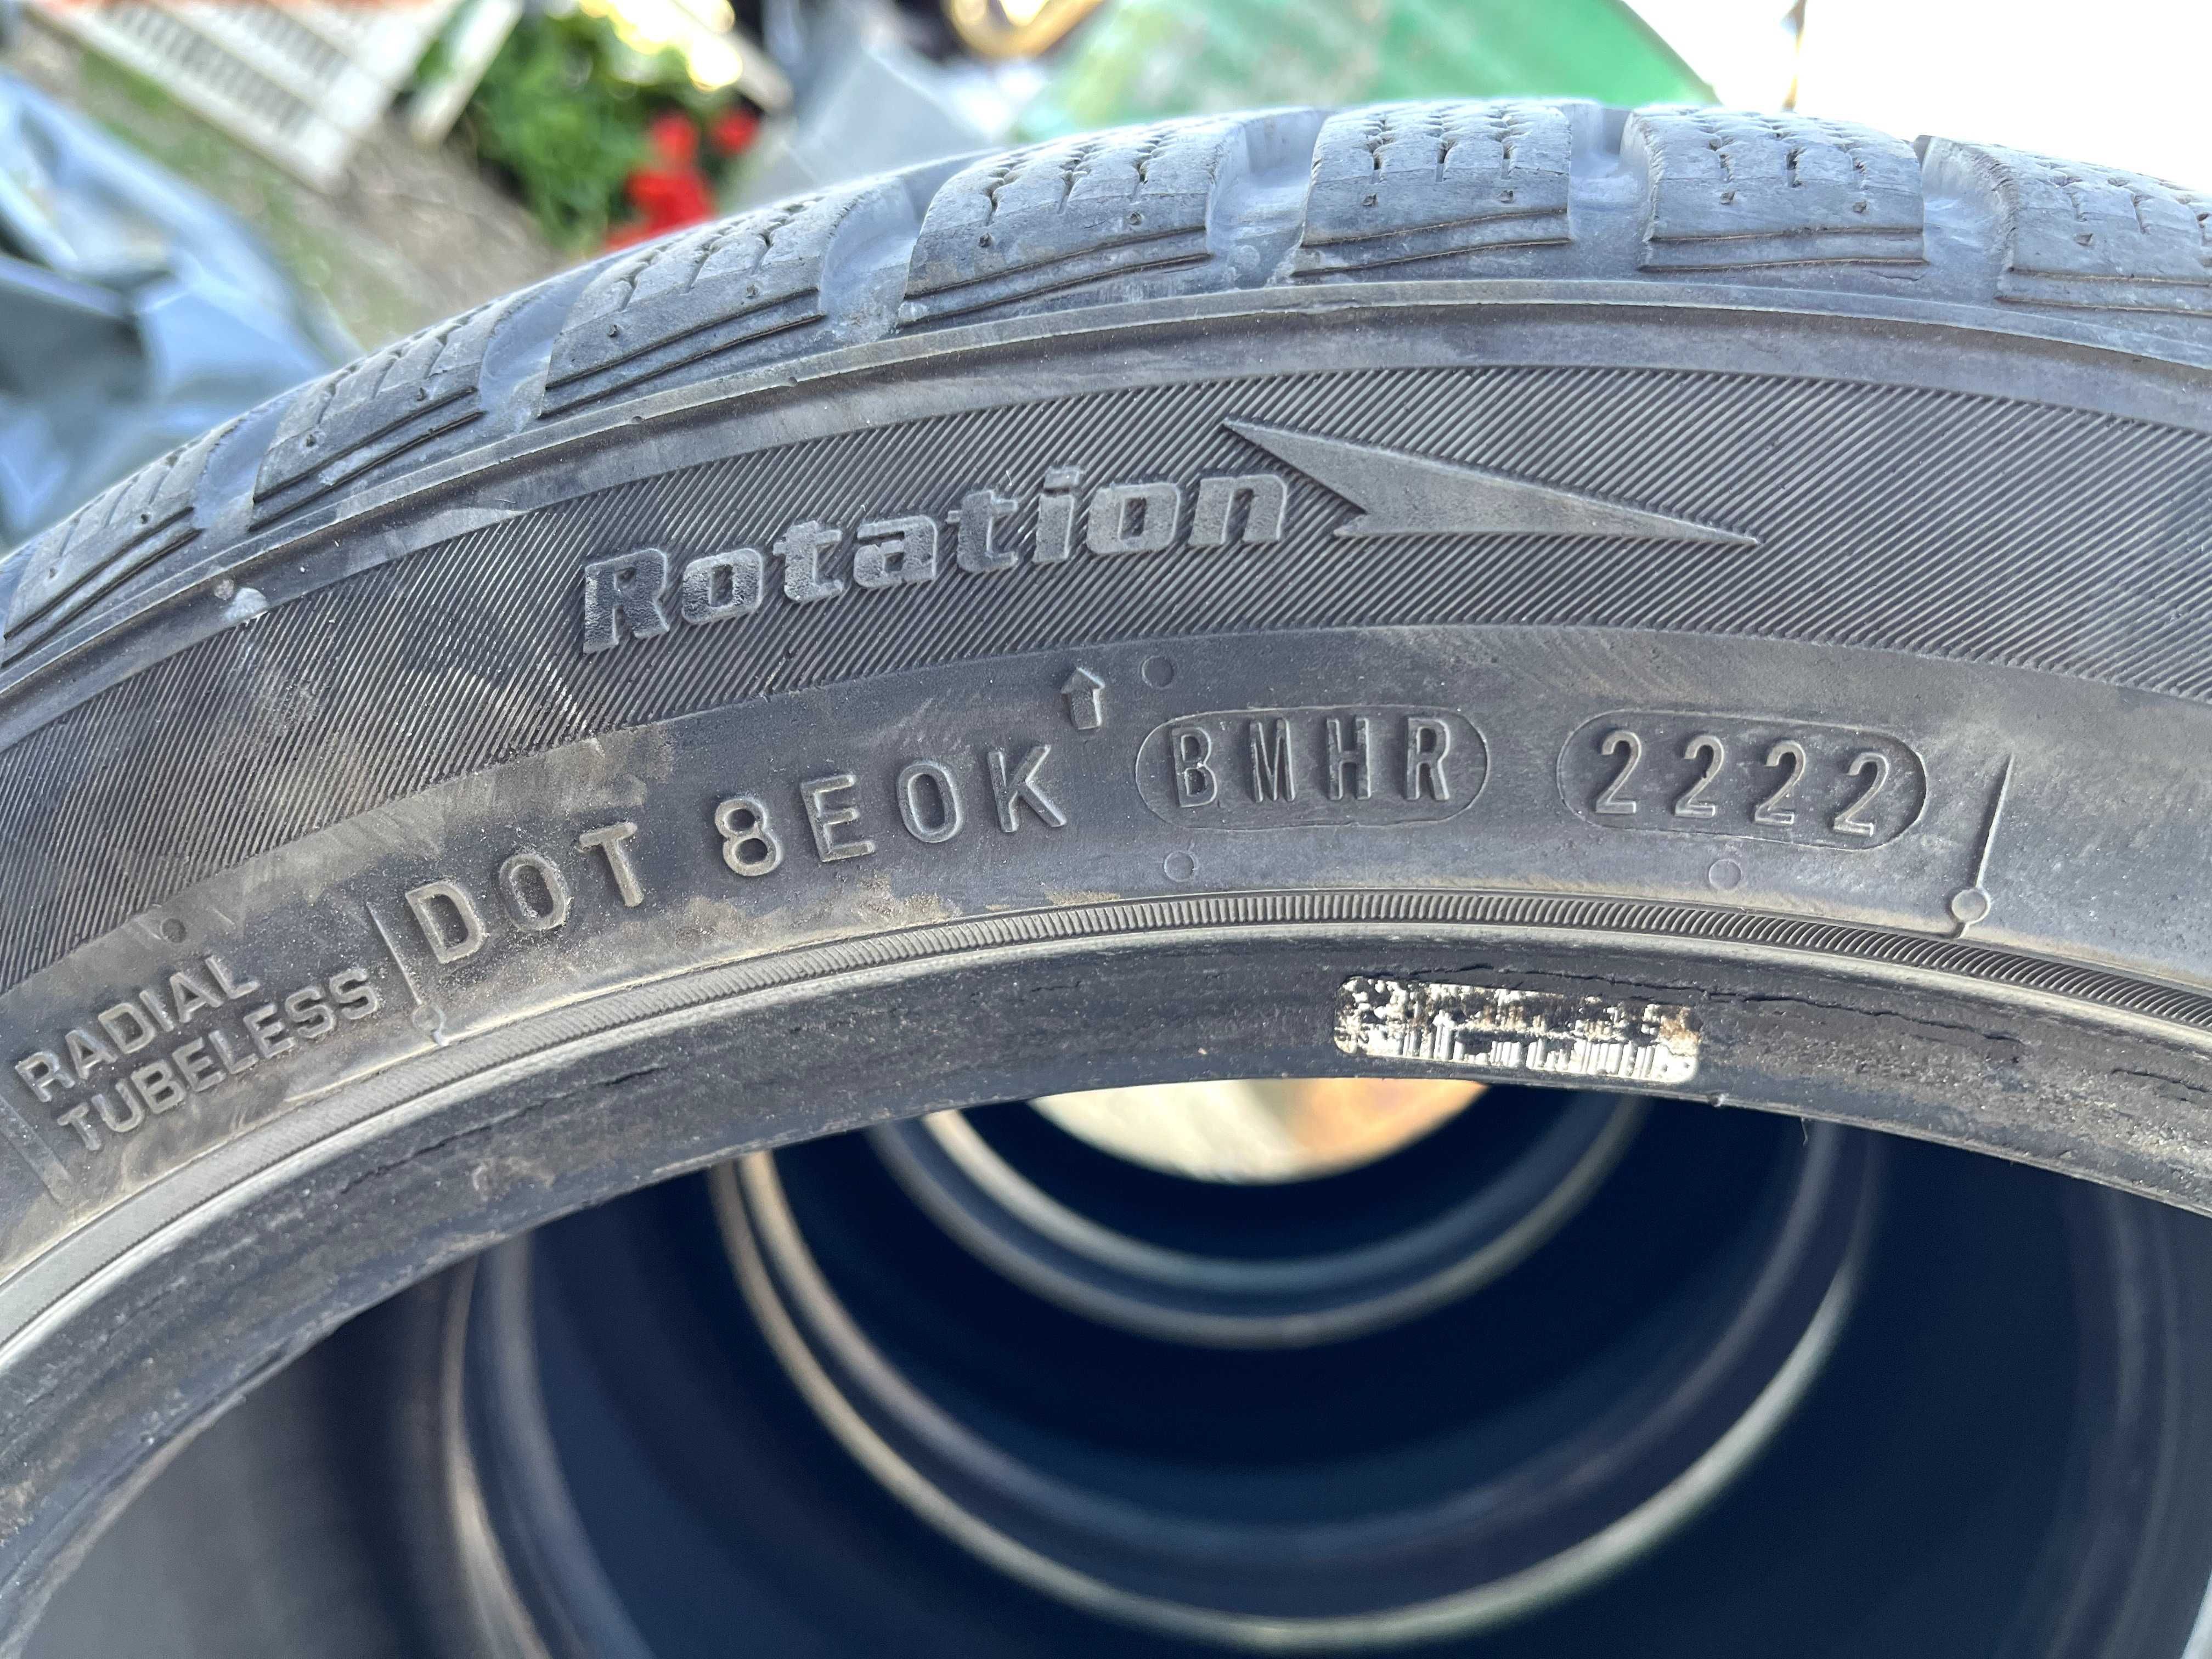 Rotation
DOT 8E0K BMHR 2222
RADIAL
TUBELESS